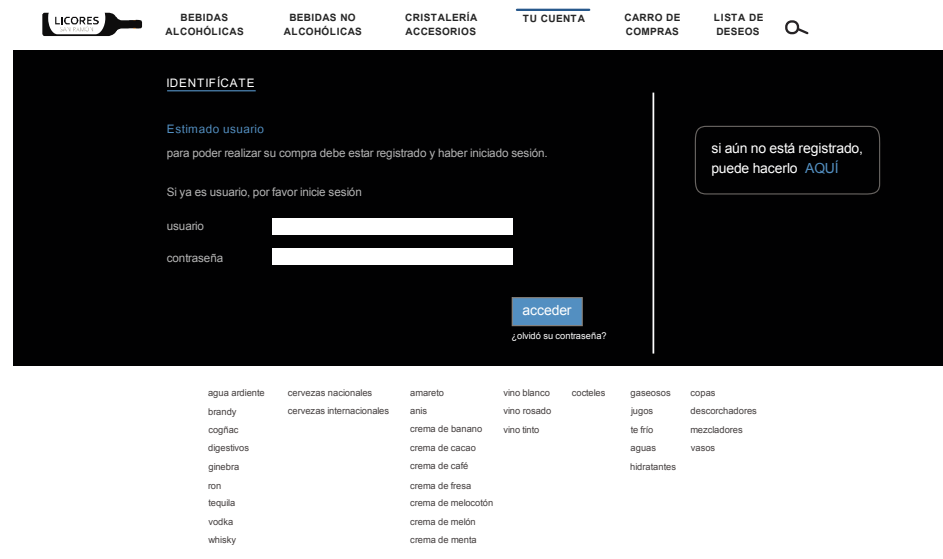 LICORES
SAN RAMON
BEBIDAS
ALCOHÓLICAS
BEBIDAS NO
ALCOHÓLICAS
CRISTALERÍA
ACCESORIOS
TU CUENTA
CARRO DE
COMPRAS
LISTA DE
DESEOS
IDENTIFÍCATE
Estimado usuario
para poder realizar su compra debe estar registrado y haber iniciado sesión.
Si ya es usuario, por favor inicie sesión
usuario
contraseña
acceder
¿olvidó su contraseña?
si aún no está registrado,
puede hacerlo AQUÍ
agua ardiente
brandy
cogñac
digestivos
ginebra
ron
tequila
vodka
whisky
cervezas nacionales
cervezas internacionales
amareto
anis
crema de banano
crema de cacao
crema de café
crema de fresa
crema de melocotón
crema de melón
crema de menta
vino blanco
vino rosado
vino tinto
cocteles
gaseosos
jugos
te frío
aguas
hidratantes
copas
descorchadores
mezcladores
vasos